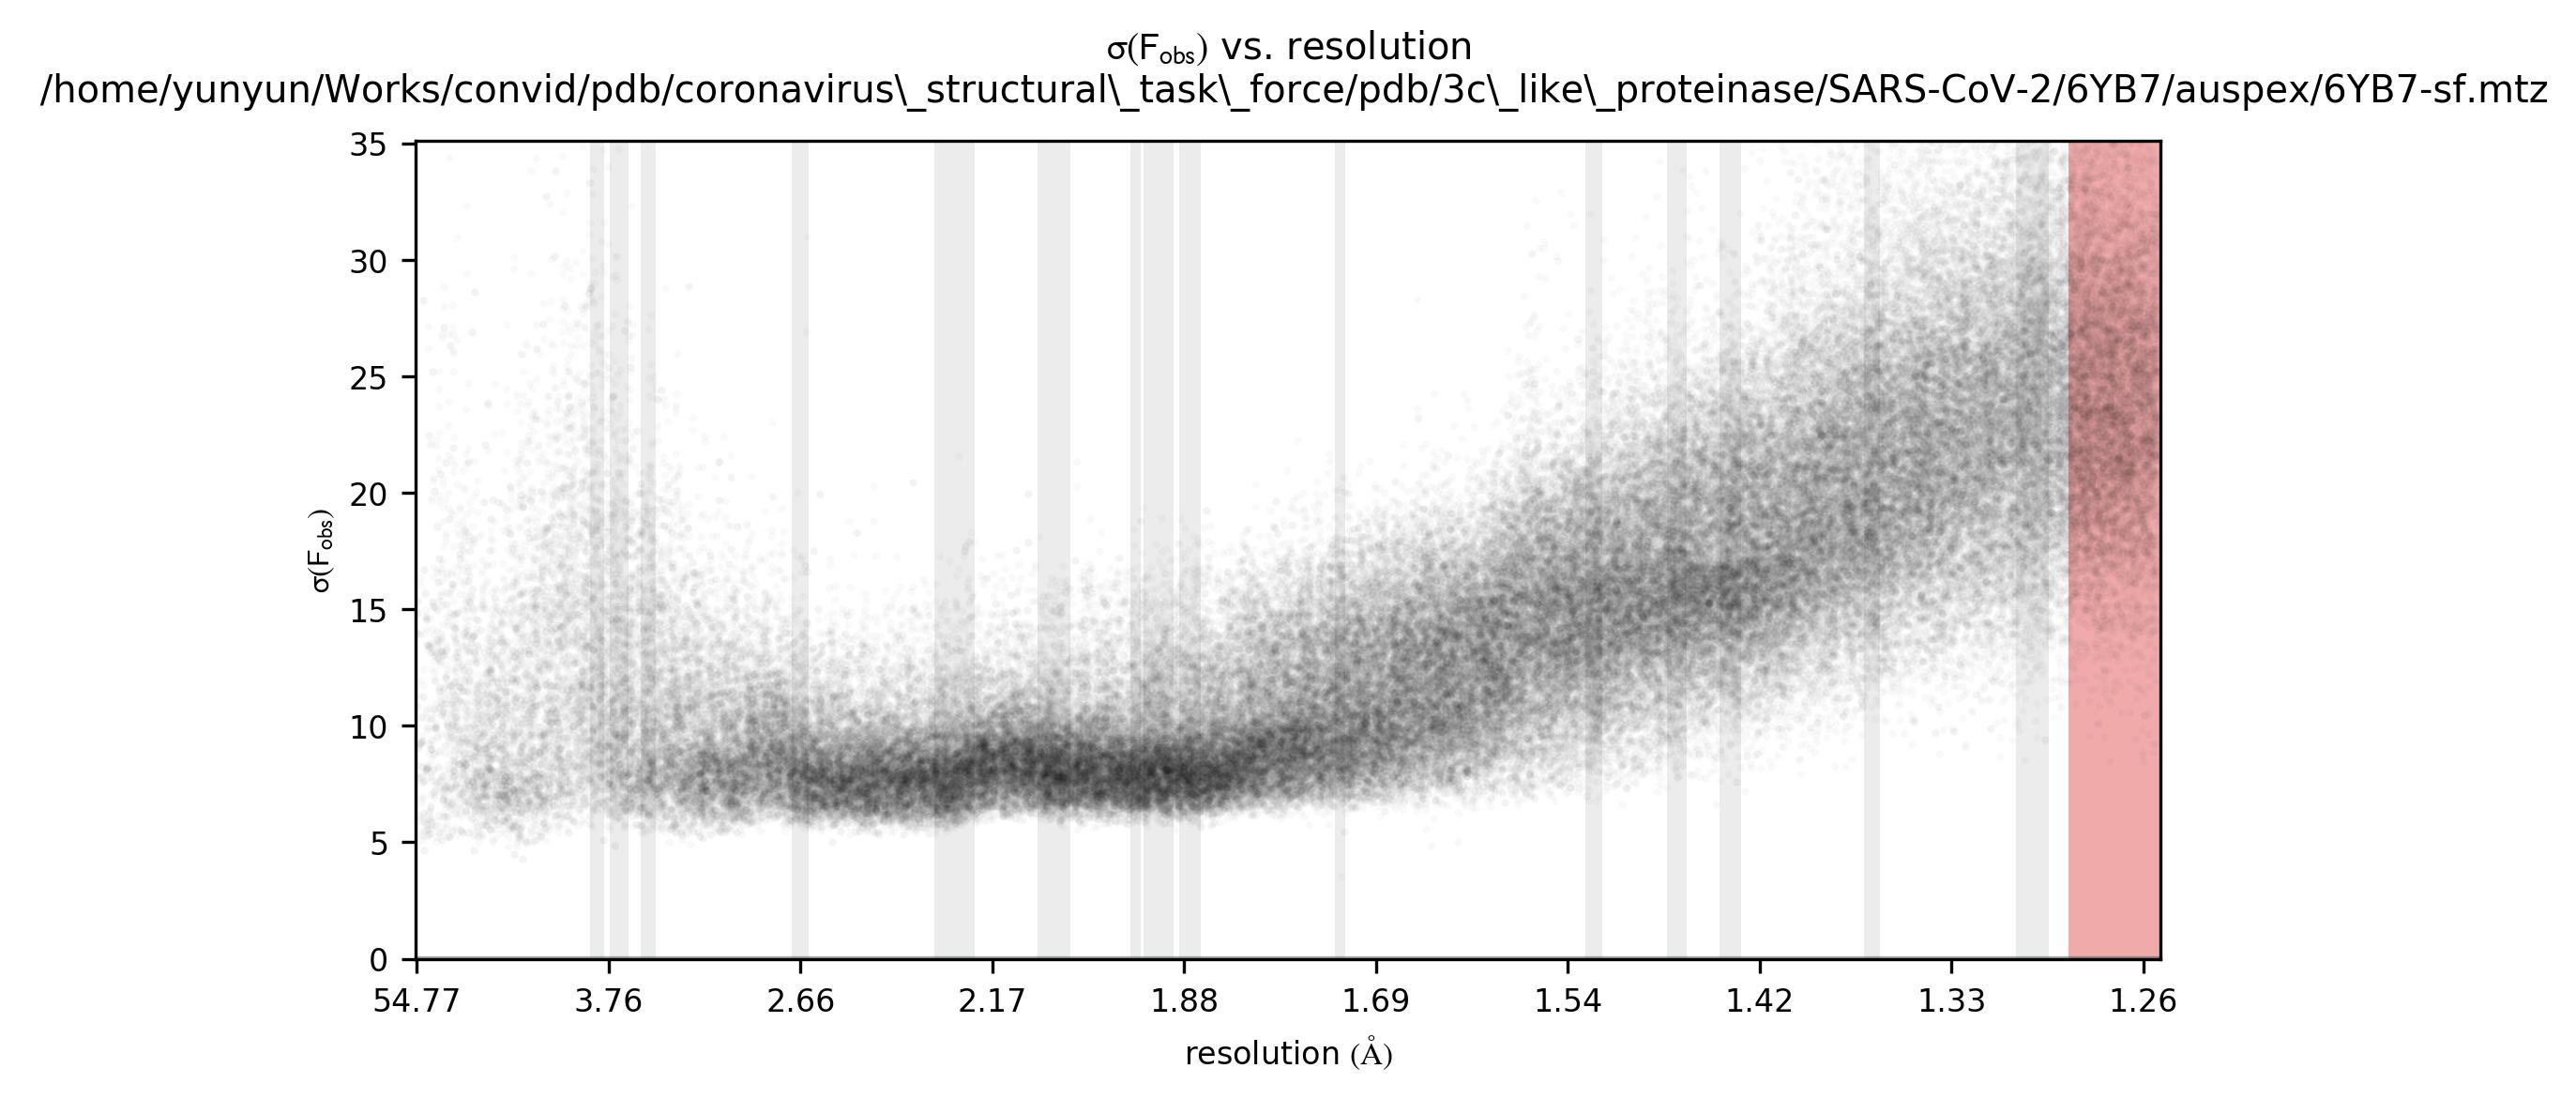 σ(Fobs) vs. resolution
/home/yunyun/Works/convid/pdb/coronavirus\_structural\_task\_force/pdb/3c\_like\_proteinase/SARS-CoV-2/6YB7/auspex/6YB7-sf.mtz
35
30
25
20
15
10
5
0
σ(Fobs)
54.77 3.76 2.66 2.17 1.88 1.69 1.54 1.42 1.33 1.26
resolution (Å)